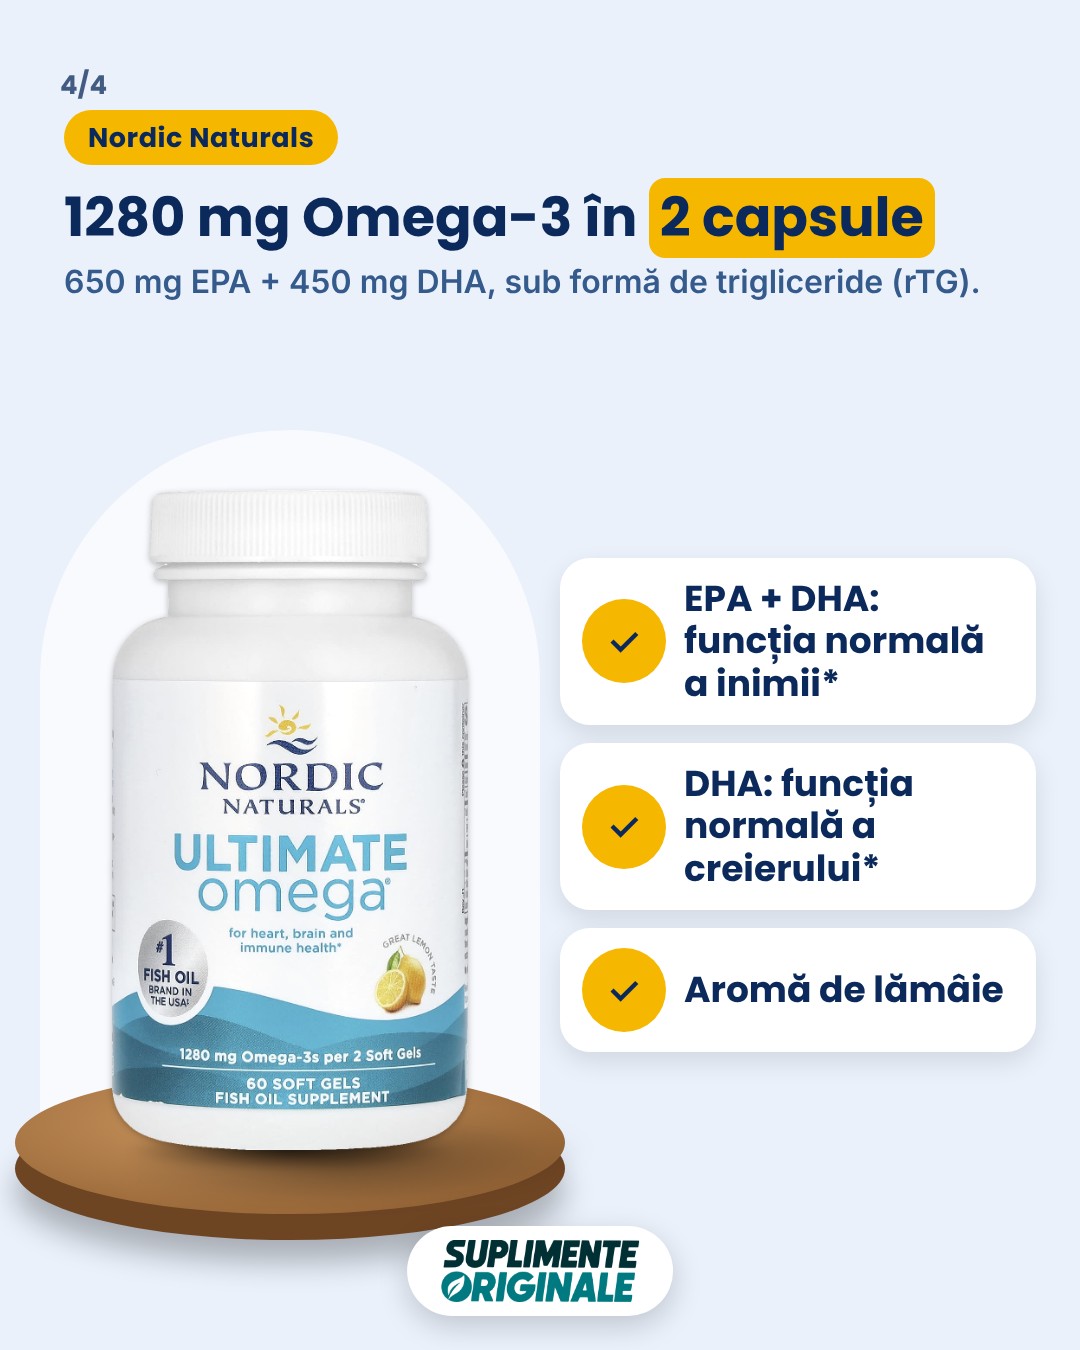 4/4
Nordic Naturals
1280 mg Omega-3 în 2 capsule
650 mg EPA + 450 mg DHA, sub formă de trigliceride (rTG).
NORDIC
NATURALS®
ULTIMATE
omega®
for heart, brain and
immune health*
#1
FISH OIL
BRAND IN
THE USA‡
GREAT LEMON TASTE
1280 mg Omega-3s per 2 Soft Gels
60 SOFT GELS
FISH OIL SUPPLEMENT
EPA + DHA:
funcția normală
a inimii*
DHA: funcția
normală a
creierului*
Aromă de lămâie
SUPLIMENTE
ORIGINALE